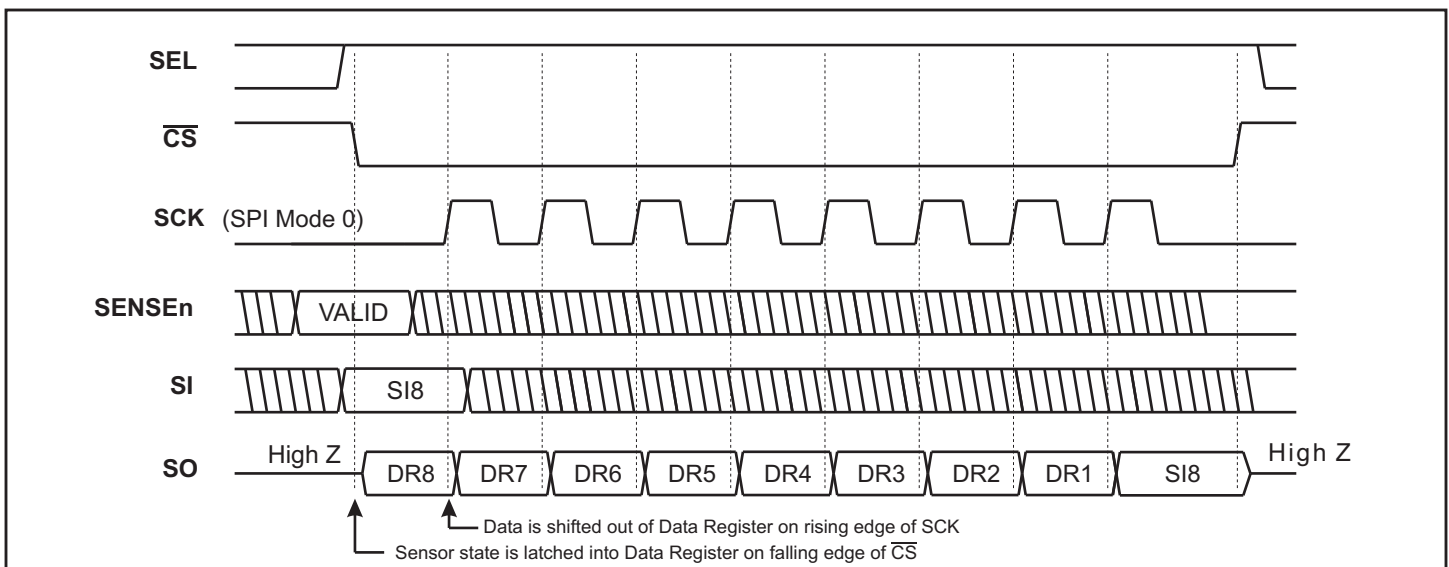 SEL
CS
SCK (SPI Mode 0)
SENSEn VALID
SI SI8
SO High Z DR8 DR7 DR6 DR5 DR4 DR3 DR2 DR1 SI8 High Z
Data is shifted out of Data Register on rising edge of SCK
Sensor state is latched into Data Register on falling edge of CS